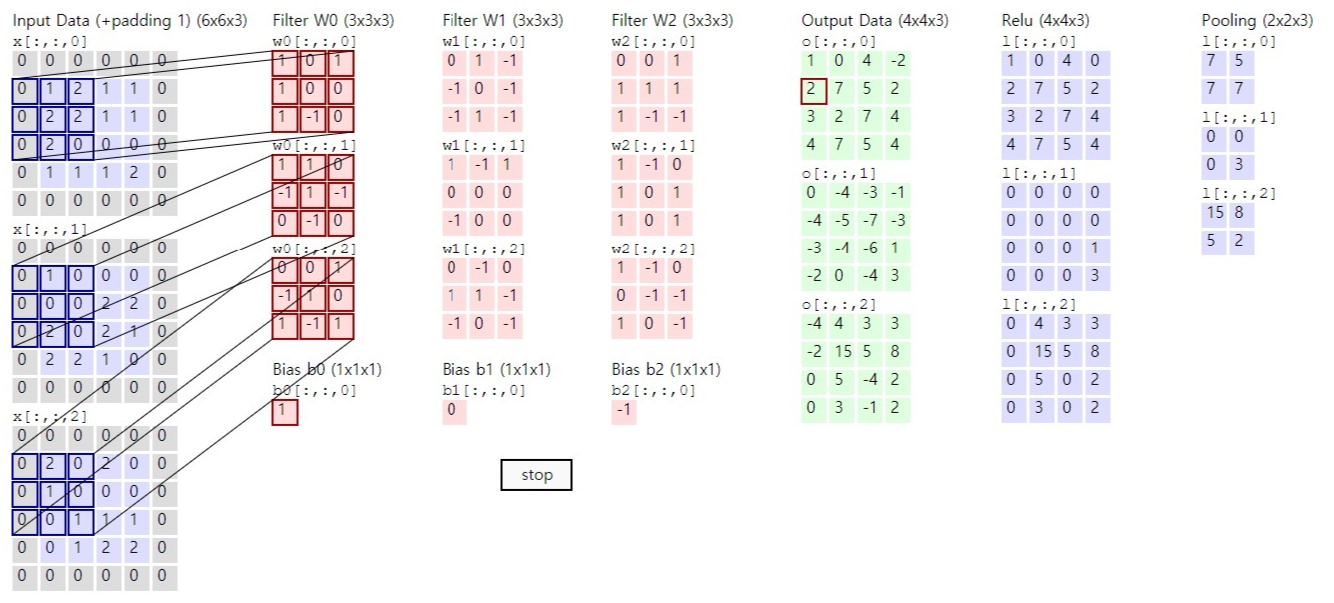 Input Data (+padding 1) (6x6x3)
x[:,:,0]
0 0 0 0 0 0
0 1 2 1 1 0
0 2 2 1 1 0
0 2 0 0 0 0
0 1 1 1 2 0
0 0 0 0 0 0
x[:,:,1]
0 0 0 0 0 0
0 1 0 0 0 0
0 0 0 2 2 0
0 2 0 2 1 0
0 2 2 1 0 0
0 0 0 0 0 0
x[:,:,2]
0 0 0 0 0 0
0 2 0 2 0 0
0 1 0 0 0 0
0 0 1 1 1 0
0 0 1 2 2 0
0 0 0 0 0 0
Filter W0 (3x3x3)
w0[:,:,0]
1 0 1
1 0 0
1 -1 0
w0[:,:,1]
1 1 0
-1 1 -1
0 -1 0
w0[:,:,2]
0 0 1
-1 1 0
1 -1 1
Bias b0 (1x1x1)
b0[:,:,0]
1
Filter W1 (3x3x3)
w1[:,:,0]
0 1 -1
-1 0 -1
-1 1 -1
w1[:,:,1]
1 -1 1
0 0 0
-1 0 0
w1[:,:,2]
0 -1 0
1 1 -1
-1 0 -1
Bias b1 (1x1x1)
b1[:,:,0]
0
Filter W2 (3x3x3)
w2[:,:,0]
0 0 1
1 1 1
1 -1 -1
w2[:,:,1]
1 -1 0
1 0 1
1 0 1
w2[:,:,2]
1 -1 0
0 -1 -1
1 0 -1
Bias b2 (1x1x1)
b2[:,:,0]
-1
stop
Output Data (4x4x3)
o[:,:,0]
1 0 4 -2
2 7 5 2
3 2 7 4
4 7 5 4
o[:,:,1]
0 -4 -3 -1
-4 -5 -7 -3
-3 -4 -6 1
-2 0 -4 3
o[:,:,2]
-4 4 3 3
-2 15 5 8
0 5 -4 2
0 3 -1 2
Relu (4x4x3)
l[:,:,0]
1 0 4 0
2 7 5 2
3 2 7 4
4 7 5 4
l[:,:,1]
0 0 0 0
0 0 0 0
0 0 0 1
0 0 0 3
l[:,:,2]
0 4 3 3
0 15 5 8
0 5 0 2
0 3 0 2
Pooling (2x2x3)
l[:,:,0]
7 5
7 7
l[:,:,1]
0 0
0 3
l[:,:,2]
15 8
5 2